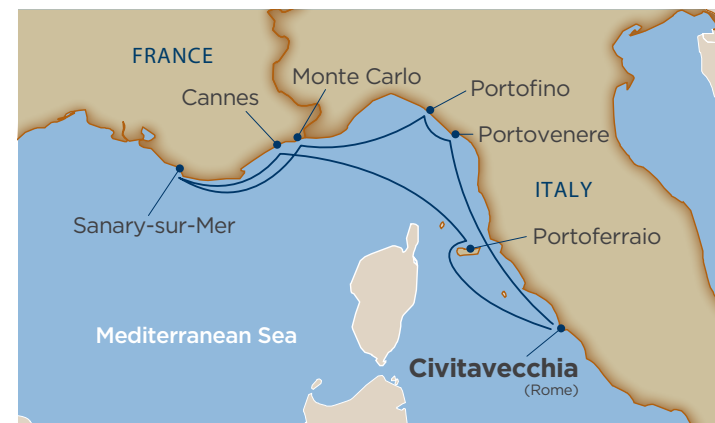 FRANCE
Monte Carlo
Cannes
Portofino
Portovenere
ITALY
Sanary-sur-Mer
Portoferraio
Mediterranean Sea
Civitavecchia
(Rome)